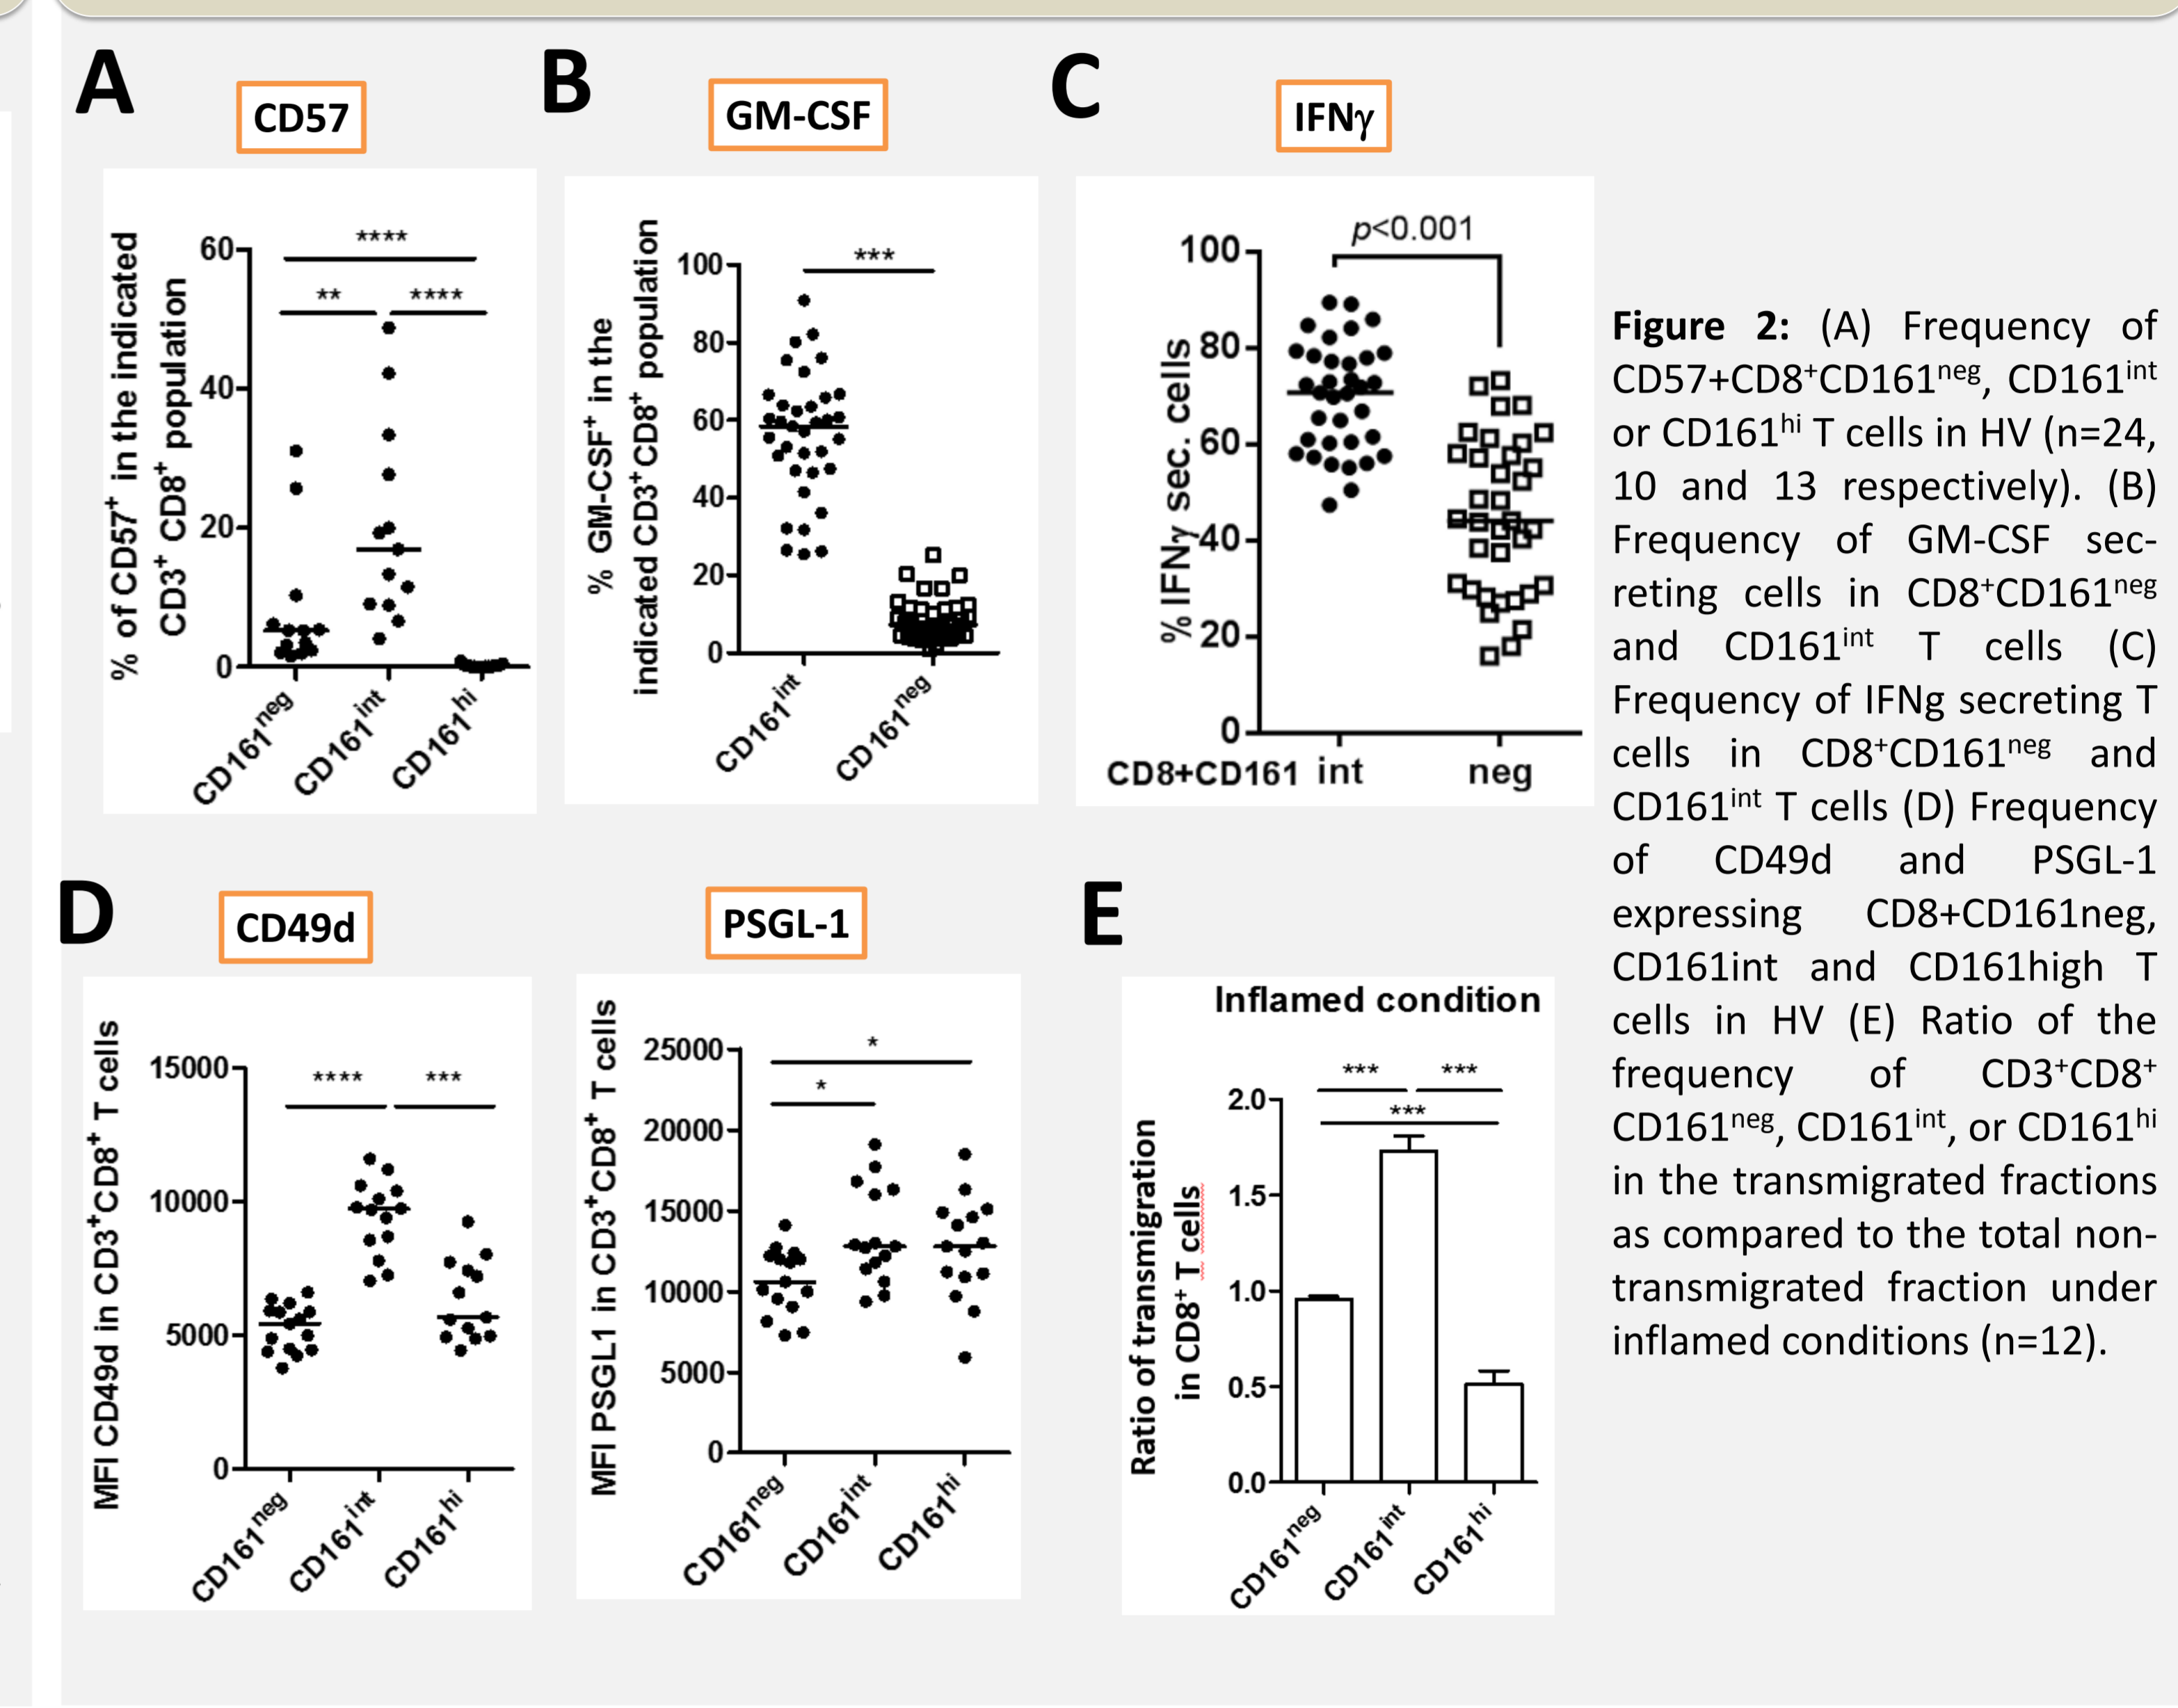 A
CD57
% of CD57+ in the indicated
CD3+ CD8+ population
60
40
20
0
****
**
****
CD161neg
CD161int
CD161hi
B
GM-CSF
% GM-CSF+ in the
indicated CD3+CD8+ population
100
80
60
40
20
0
***
CD161int
CD161neg
C
IFNγ
% IFNγ sec. cells
100
80
60
40
20
0
p<0.001
CD8+CD161 int neg
D
CD49d
MFI CD49d in CD3+CD8+ T cells
15000
10000
5000
0
****
***
CD161neg
CD161int
CD161hi
PSGL-1
MFI PSGL1 in CD3+CD8+ T cells
25000
20000
15000
10000
5000
0
*
*
CD161neg
CD161int
CD161hi
E
Inflamed condition
Ratio of transmigration
in CD8+ T cells
2.0
1.5
1.0
0.5
0.0
***
***
***
CD161neg
CD161int
CD161hi
Figure 2: (A) Frequency of
CD57+CD8+CD161neg, CD161int
or CD161hi T cells in HV (n=24,
10 and 13 respectively). (B)
Frequency of GM-CSF sec-
reting cells in CD8+CD161neg
and CD161int T cells (C)
Frequency of IFNg secreting T
cells in CD8+CD161neg and
CD161int T cells (D) Frequency
of CD49d and PSGL-1
expressing CD8+CD161neg,
CD161int and CD161high T
cells in HV (E) Ratio of the
frequency of CD3+CD8+
CD161neg, CD161int, or CD161hi
in the transmigrated fractions
as compared to the total non-
transmigrated fraction under
inflamed conditions (n=12).